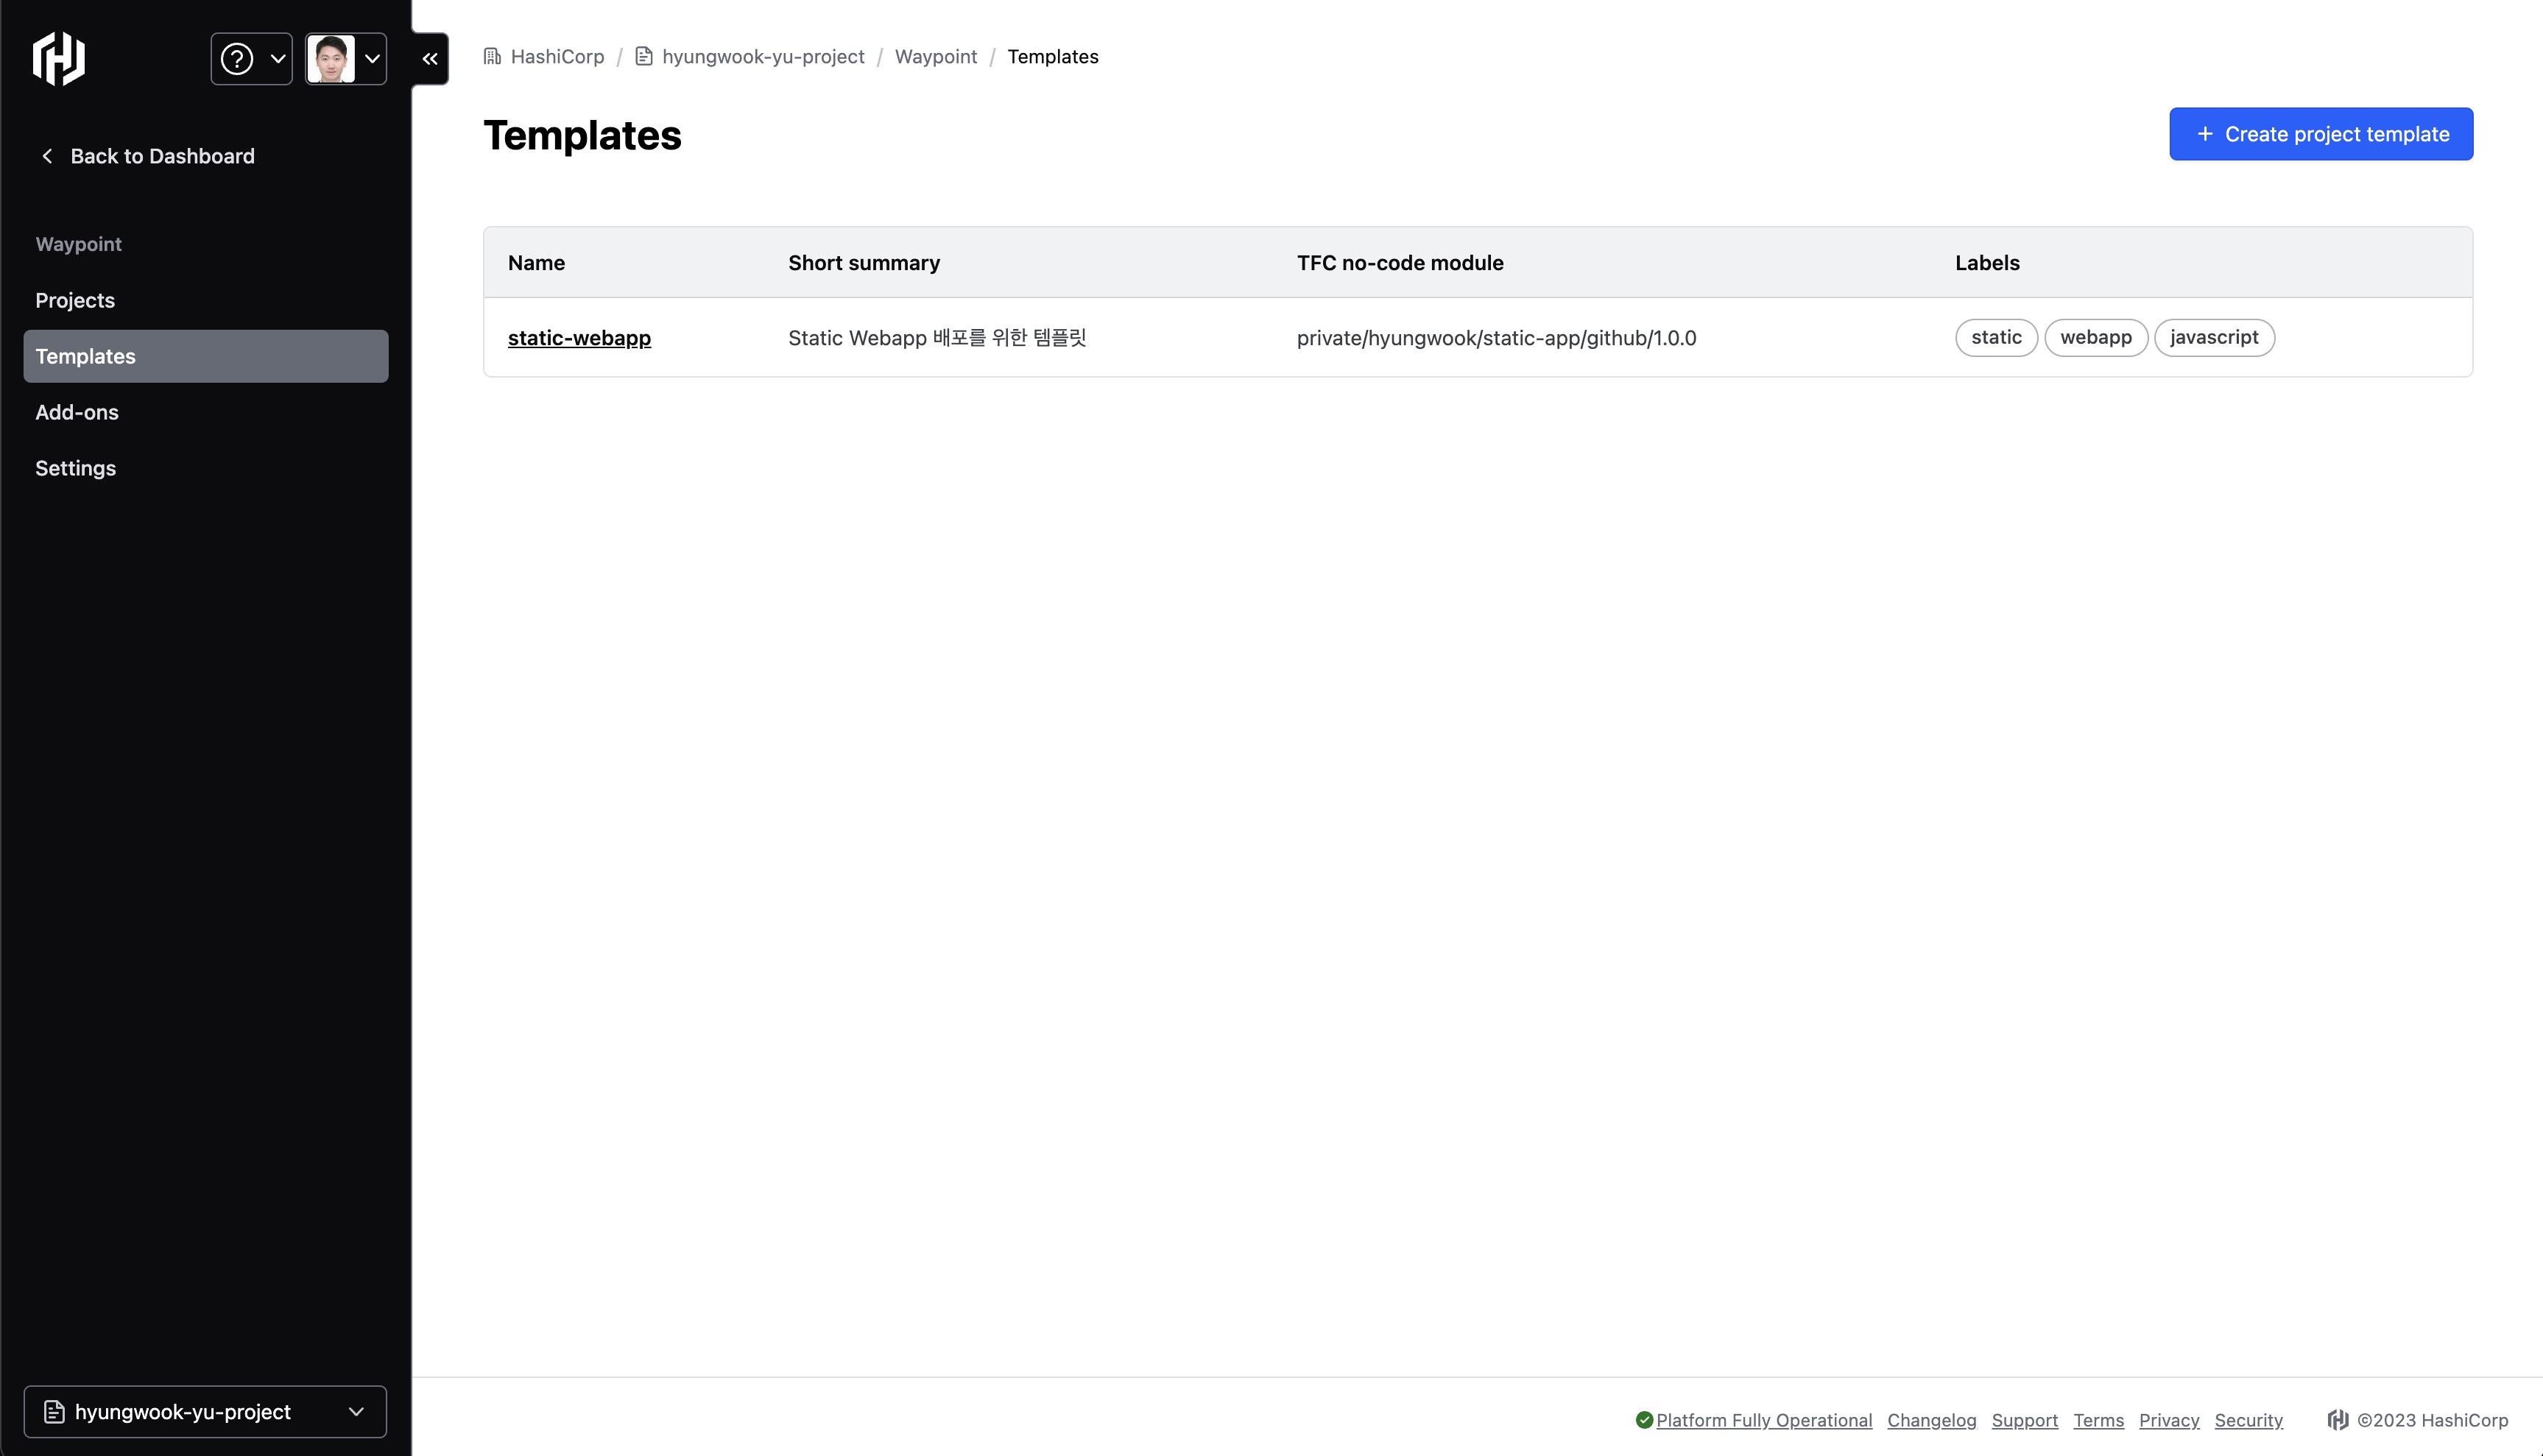 Back to Dashboard
Waypoint
Projects
Templates
Add-ons
Settings
hyungwook-yu-project
HashiCorp / hyungwook-yu-project / Waypoint / Templates
Templates
+ Create project template
Name Short summary TFC no-code module Labels
static-webapp Static Webapp 배포를 위한 템플릿 private/hyungwook/static-app/github/1.0.0 static webapp javascript
Platform Fully Operational Changelog Support Terms Privacy Security ©2023 HashiCorp